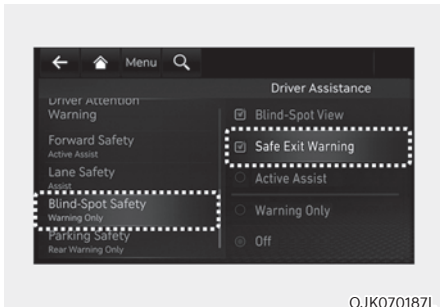 Menu
Driver Assistance
Driver Attention
Warning
Forward Safety
Active Assist
Lane Safety
Assist
Blind-Spot Safety
Warning Only
Parking Safety
Rear Warning Only
Blind-Spot View
Safe Exit Warning
Active Assist
Warning Only
Off
OJK070187L